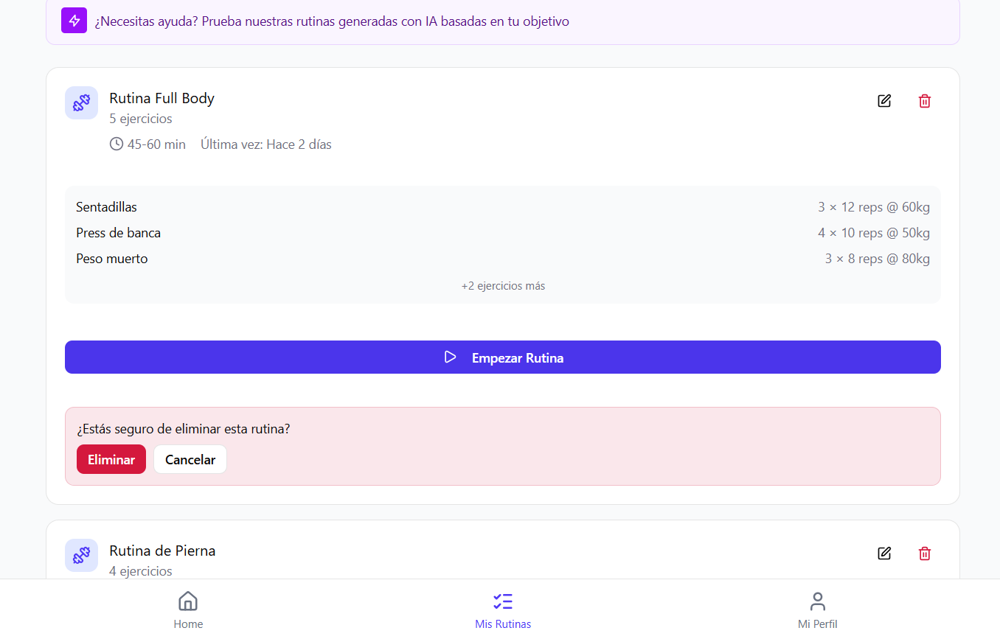 ¿Necesitas ayuda? Prueba nuestras rutinas generadas con IA basadas en tu objetivo
Rutina Full Body
5 ejercicios
45-60 min Última vez: Hace 2 días
Sentadillas 3 × 12 reps @ 60kg
Press de banca 4 × 10 reps @ 50kg
Peso muerto 3 × 8 reps @ 80kg
+2 ejercicios más
Empezar Rutina
¿Estás seguro de eliminar esta rutina?
Eliminar Cancelar
Rutina de Pierna
4 ejercicios
Home Mis Rutinas Mi Perfil